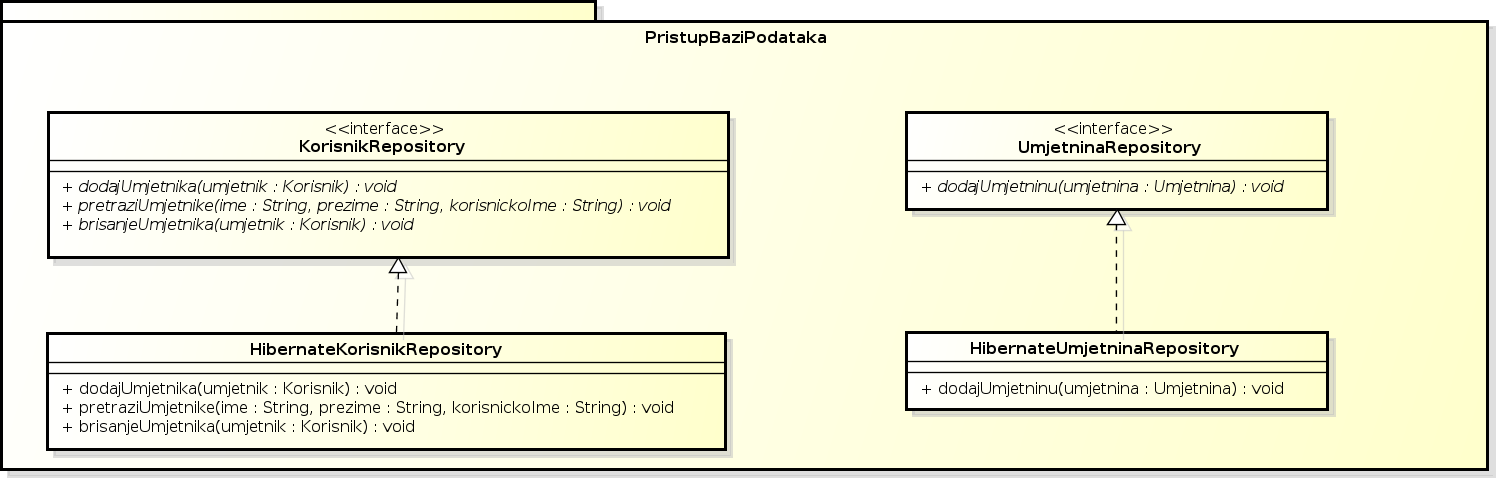 PristupBaziPodataka
<<interface>>
KorisnikRepository
+ dodajUmjetnika(umjetnik : Korisnik) : void
+ pretraziUmjetnike(ime : String, prezime : String, korisnickoIme : String) : void
+ brisanjeUmjetnika(umjetnik : Korisnik) : void
<<interface>>
UmjetninaRepository
+ dodajUmjetninu(umjetnina : Umjetnina) : void
HibernateKorisnikRepository
+ dodajUmjetnika(umjetnik : Korisnik) : void
+ pretraziUmjetnike(ime : String, prezime : String, korisnickoIme : String) : void
+ brisanjeUmjetnika(umjetnik : Korisnik) : void
HibernateUmjetninaRepository
+ dodajUmjetninu(umjetnina : Umjetnina) : void